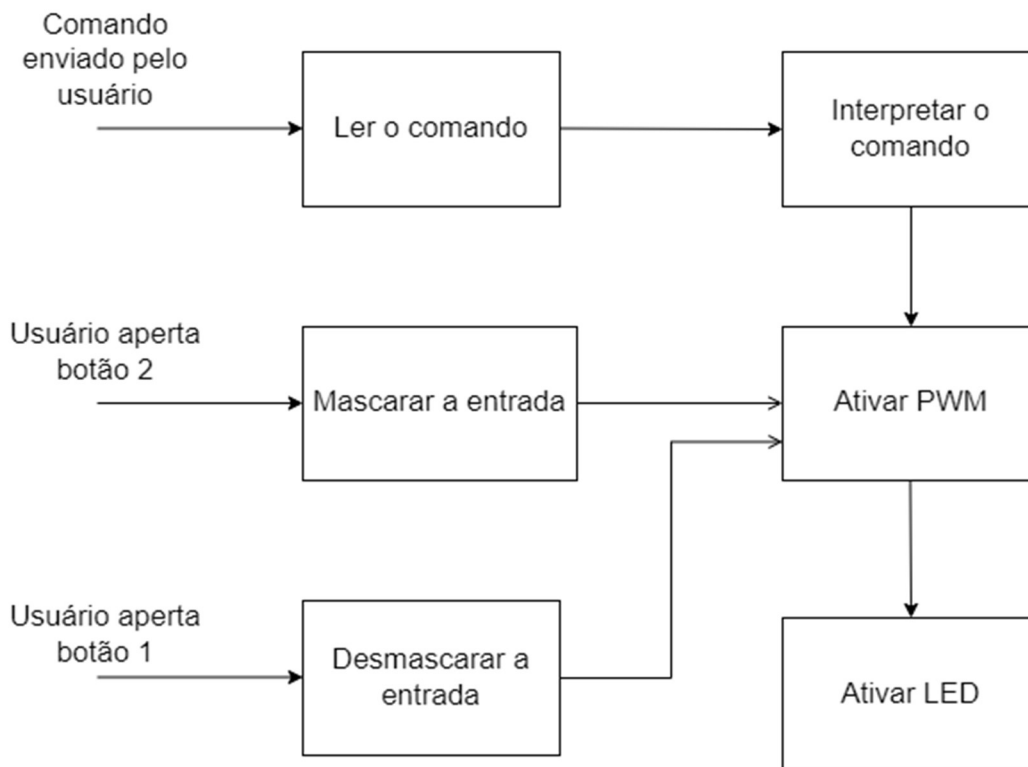 Comando
enviado pelo
usuário
Ler o comando
Interpretar o
comando
Usuário aperta
botão 2
Mascarar a entrada
Ativar PWM
Usuário aperta
botão 1
Desmascarar a
entrada
Ativar LED